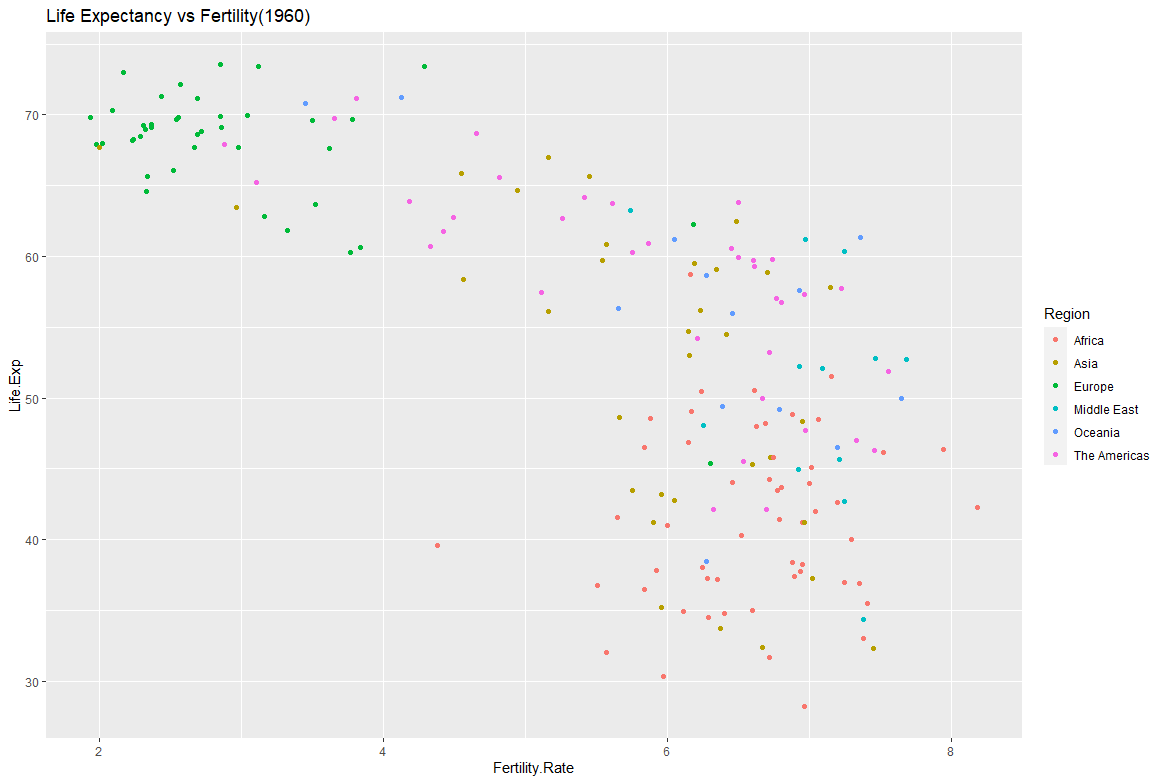 Life Expectancy vs Fertility(1960)
70
60
50
40
30
Life.Exp
2
4
6
8
Fertility.Rate
Region
Africa
Asia
Europe
Middle East
Oceania
The Americas